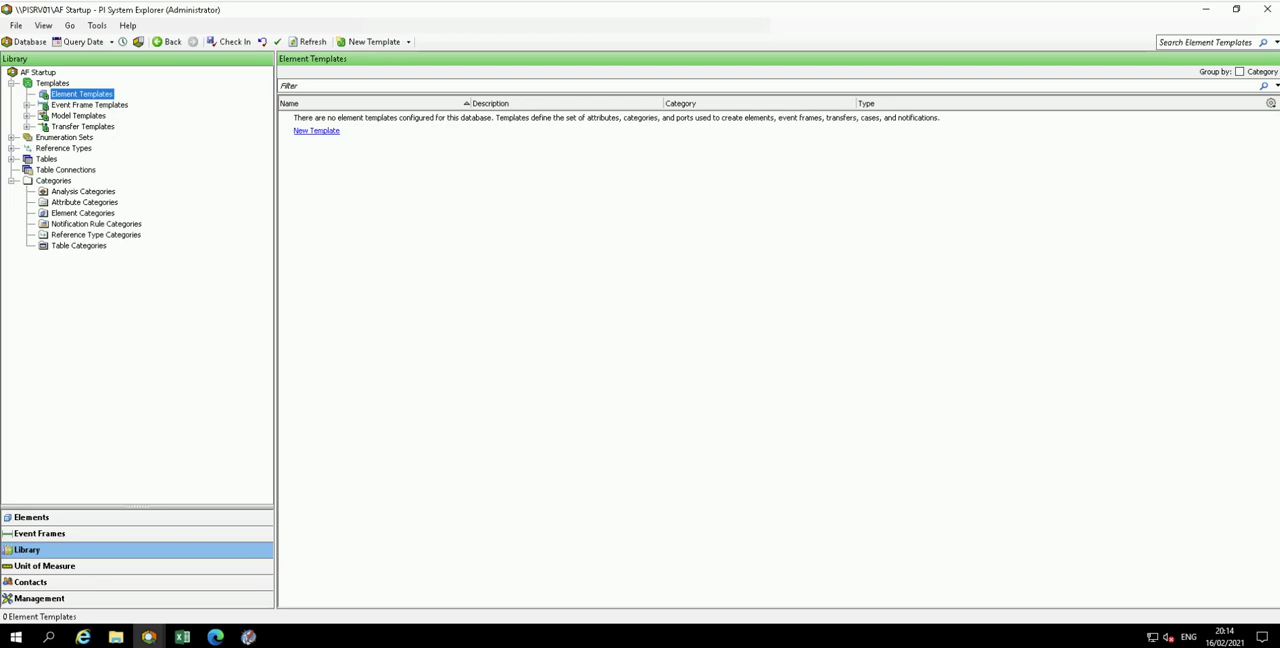 \\PISRV01\AF Startup - PI System Explorer (Administrator)
File View Go Tools Help
Database Query Date Back Check In Refresh New Template Search Element Templates
Library
Element Templates
AF Startup
Group by: Category
Templates
Element Templates
Filter
Event Frame Templates
Name Description Category Type
Model Templates
There are no element templates configured for this database. Templates define the set of attributes, categories, and ports used to create elements, event frames, transfers, cases, and notifications.
Transfer Templates
New Template
Enumeration Sets
Reference Types
Tables
Table Connections
Categories
Analysis Categories
Attribute Categories
Element Categories
Notification Rule Categories
Reference Type Categories
Table Categories
Elements
Event Frames
Library
Unit of Measure
Contacts
Management
0 Element Templates
ENG
20:14
16/02/2021